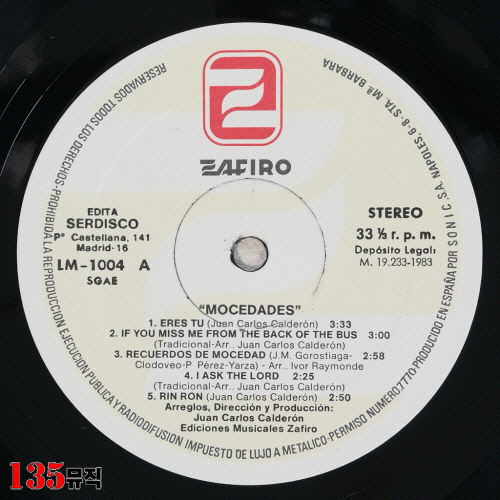 ZAFIRO
RESERVADOS TODOS LOS DERECHOS-PROHIBIDA LA REPRODUCCION, EJECUCION PUBLICA Y RADIODIFUSION IMPUESTO DE LUJO A METALICO-PERMISO NUMERO 7770 PRODUCIDO EN ESPAÑA POR SONIC, S.A. NAPOLES, 6-8-STA. Mª BARBARA
EDITA
SERDISCO
Pº Castellana, 141
Madrid-16
LM-1004 A
SGAE
STEREO
33 ⅓ r. p. m.
Depósito Legal:
M. 19.233-1983
"MOCEDADES"
1. ERES TU (Juan Carlos Calderón) 3:33
2. IF YOU MISS ME FROM THE BACK OF THE BUS 3:00
(Tradicional-Arr.. Juan Carlos Calderón)
3. RECUERDOS DE MOCEDAD (J.M. Gorostiaga- 2:58
Clodoveo-P Pérez-Yarza) - Arr.. Ivor Raymonde
4. I ASK THE LORD 2:25
(Tradicional-Arr.. Juan Carlos Calderón)
5. RIN RON (Juan Carlos Calderón) 2:50
Arreglos, Dirección y Producción:
Juan Carlos Calderón
Ediciones Musicales Zafiro
135뮤직